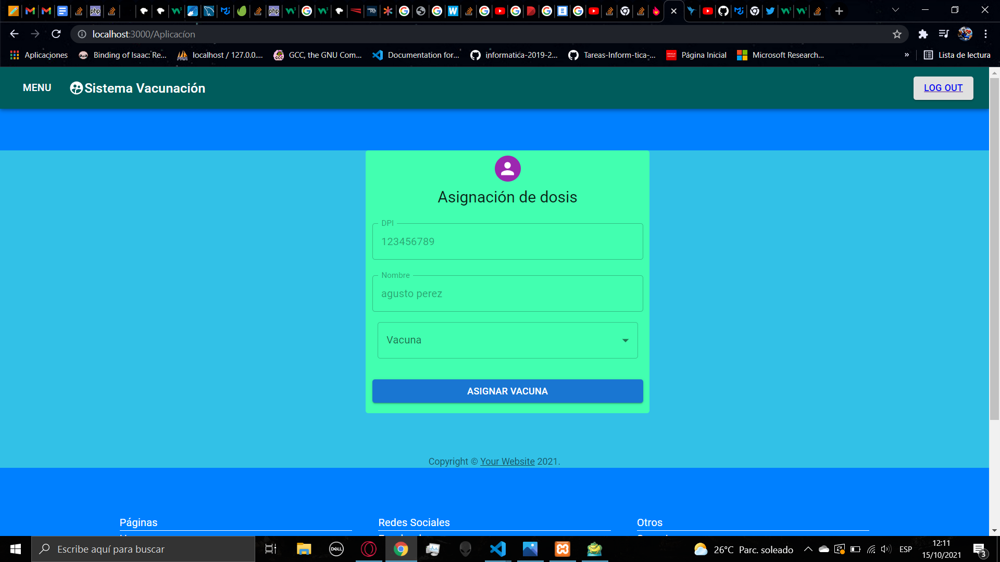 localhost:3000/Aplicacíon
Aplicaciones
Binding of Isaac: Re...
localhost / 127.0.0....
GCC, the GNU Com...
Documentation for...
informatica-2019-2...
Tareas-Inform-tica-...
Página Inicial
Microsoft Research...
»
Lista de lectura
MENU
Sistema Vacunación
LOG OUT
Asignación de dosis
DPI
123456789
Nombre
agusto perez
Vacuna
ASIGNAR VACUNA
Copyright © Your Website 2021.
Páginas
Redes Sociales
Otros
Escribe aquí para buscar
DELL
26°C Parc. soleado
ESP
12:11
15/10/2021
3